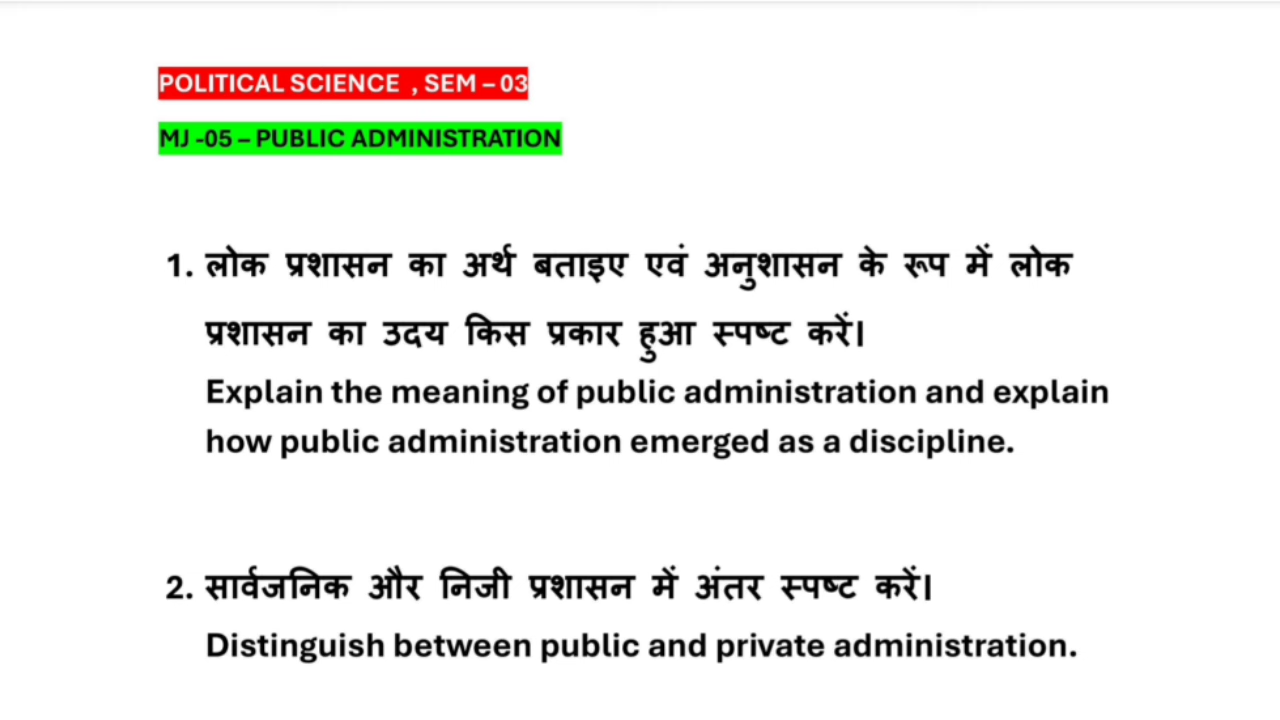 POLITICAL SCIENCE , SEM – 03
MJ -05 – PUBLIC ADMINISTRATION
1. लोक प्रशासन का अर्थ बताइए एवं अनुशासन के रूप में लोक
प्रशासन का उदय किस प्रकार हुआ स्पष्ट करें।
Explain the meaning of public administration and explain
how public administration emerged as a discipline.
2. सार्वजनिक और निजी प्रशासन में अंतर स्पष्ट करें।
Distinguish between public and private administration.